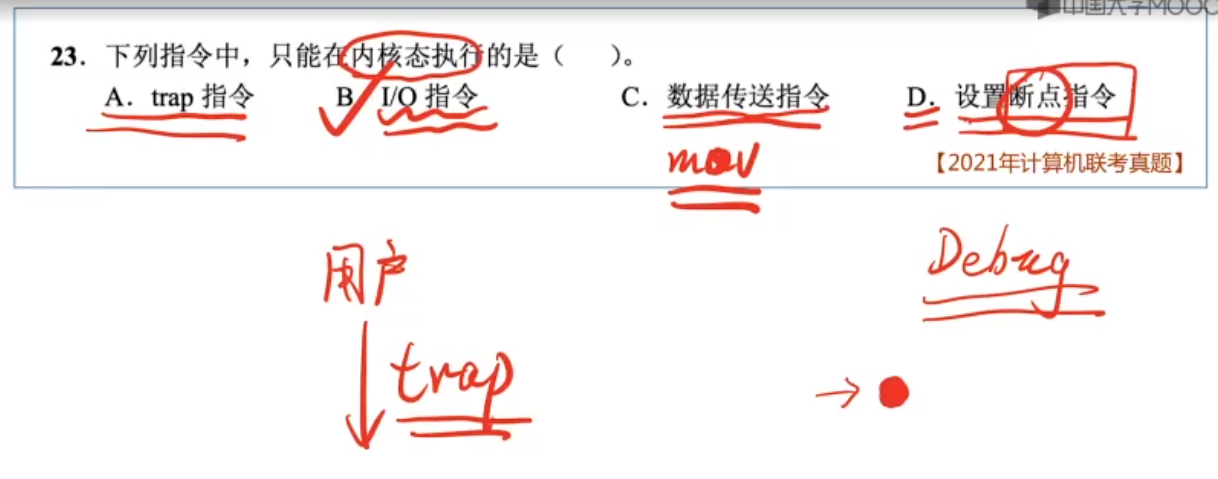 中国大学MOOC
23. 下列指令中，只能在内核态执行的是（　　）。
A. trap 指令　B. I/O 指令　C. 数据传送指令　D. 设置断点指令
mov
【2021年计算机联考真题】
用户
Debug
trap